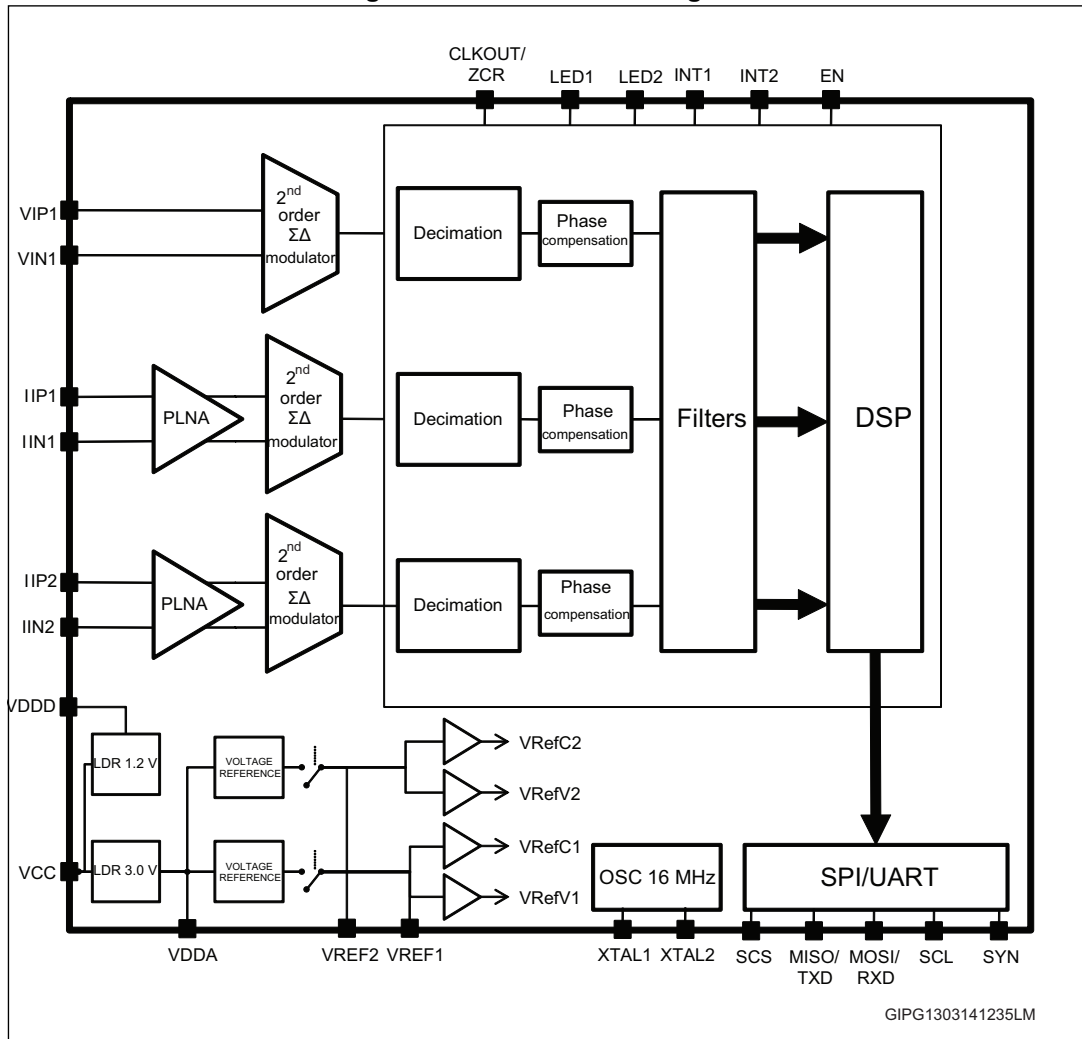 CLKOUT/
ZCR
LED1
LED2
INT1
INT2
EN
VIP1
VIN1
2nd
order
ΣΔ
modulator
Decimation
Phase
compensation
IIP1
IIN1
PLNA
2nd
order
ΣΔ
modulator
Decimation
Phase
compensation
Filters
DSP
IIP2
IIN2
PLNA
2nd
order
ΣΔ
modulator
Decimation
Phase
compensation
VDDD
LDR 1.2 V
VOLTAGE
REFERENCE
VRefC2
VRefV2
VCC
LDR 3.0 V
VOLTAGE
REFERENCE
VRefC1
VRefV1
OSC 16 MHz
SPI/UART
VDDA
VREF2
VREF1
XTAL1
XTAL2
SCS
MISO/
TXD
MOSI/
RXD
SCL
SYN
GIPG1303141235LM